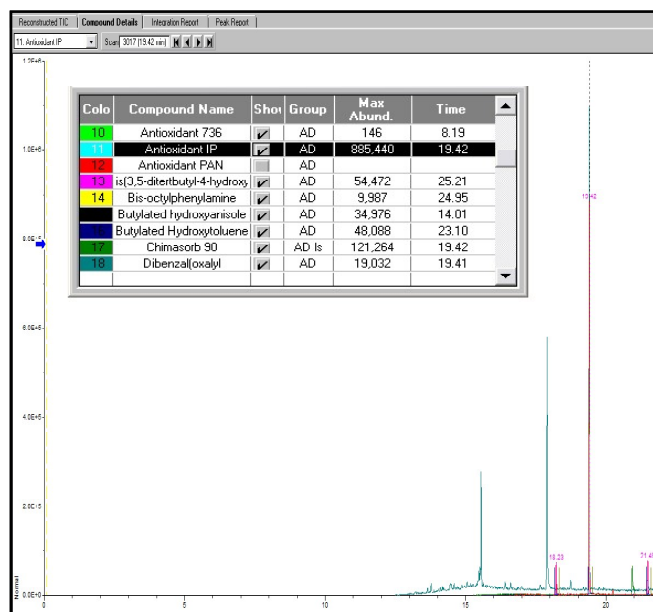 Reconstructed TIC Compound Details Integration Report Peak Report
11. Antioxidant IP Scan 3017 (19.42 min)
Colo Compound Name Shov Group Max Abund. Time
10 Antioxidant 736 AD 146 8.19
11 Antioxidant IP AD 885,440 19.42
12 Antioxidant PAN AD
13 is(3,5-ditertbutyl-4-hydroxy AD 54,472 25.21
14 Bis-octylphenylamine AD 9,987 24.95
Butylated hydroxyanisole AD 34,976 14.01
16 Butylated Hydroxytoluene AD 48,088 23.10
17 Chimasorb 90 AD Is 121,264 19.42
18 Dibenzal(oxalyl AD 19,032 19.41
1.2E+6
1.0E+6
8.0E+5
6.0E+5
4.0E+5
2.0E+5
0.0E+0
Normal
19.42
18.23
21.4
0 5 10 15 20